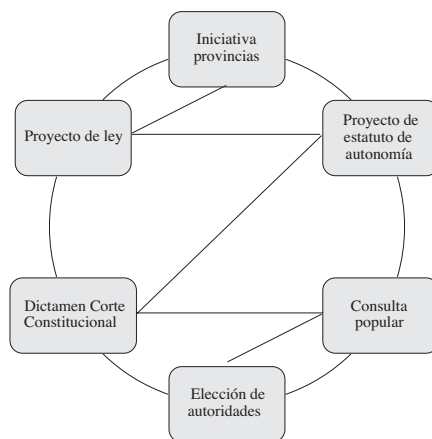 Iniciativa
provincias
Proyecto de ley
Proyecto de
estatuto de
autonomía
Dictamen Corte
Constitucional
Consulta
popular
Elección de
autoridades